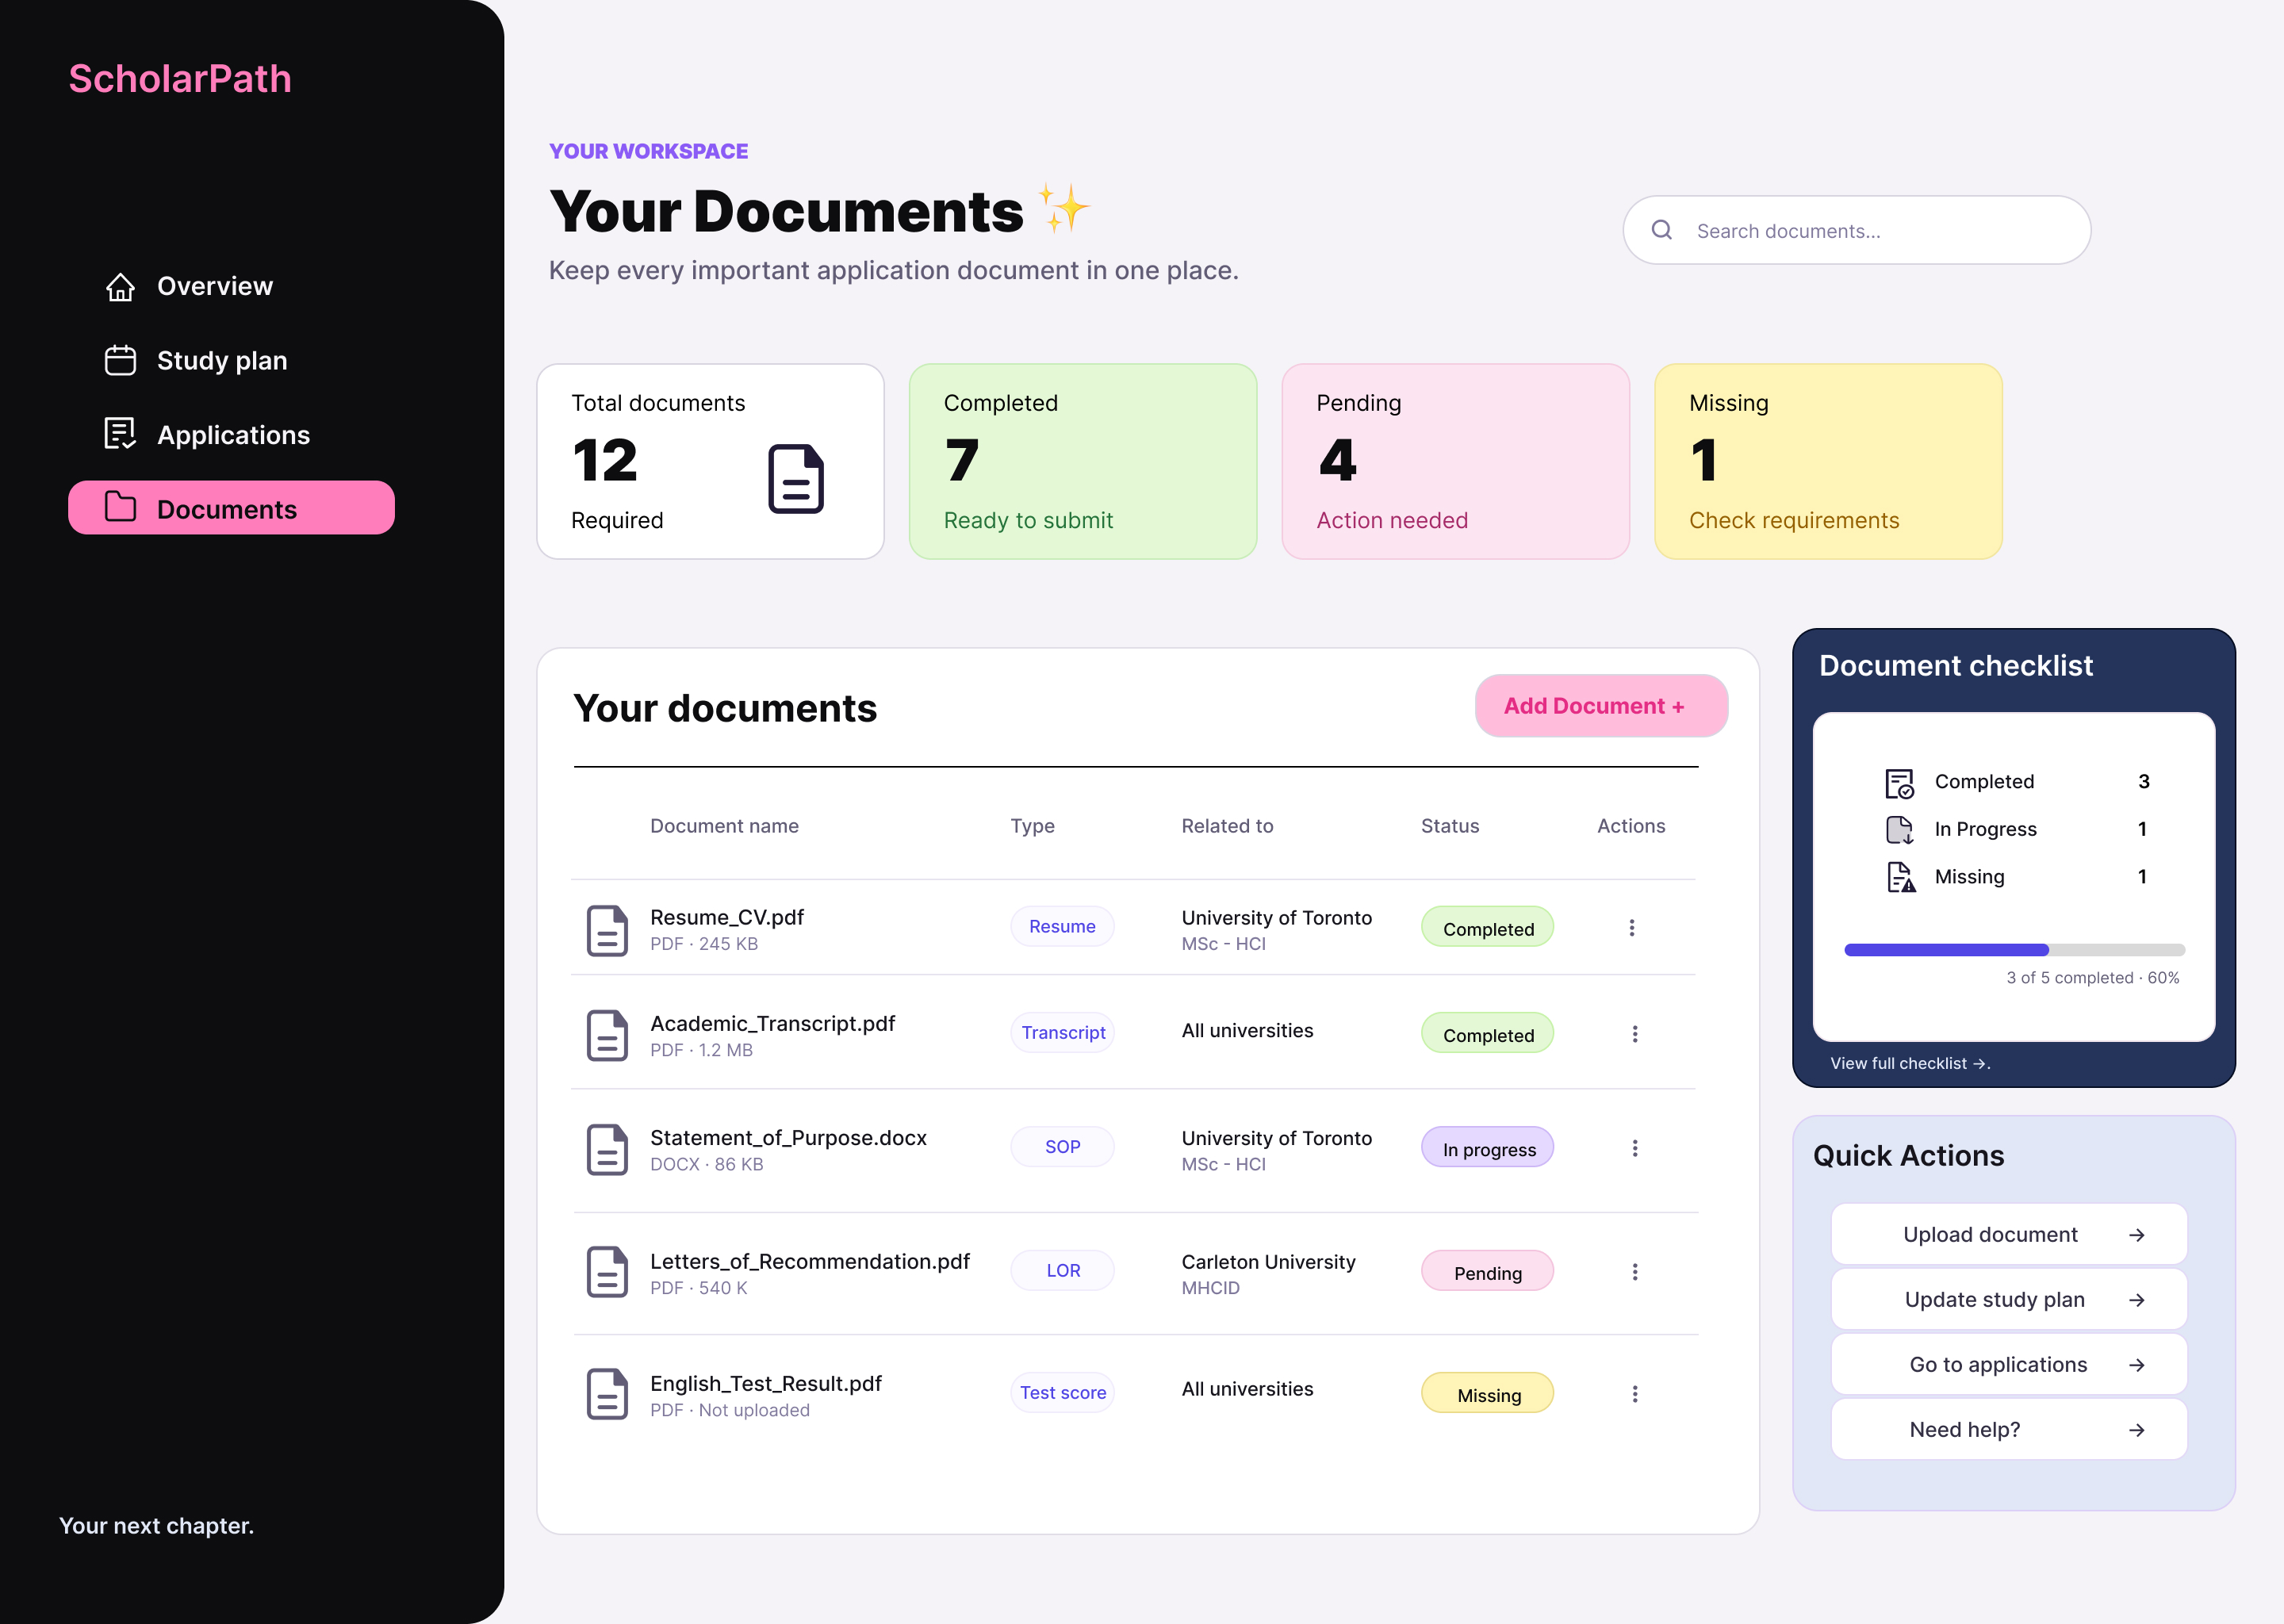 ScholarPath
Overview
Study plan
Applications
Documents
Your next chapter.
YOUR WORKSPACE
Your Documents ✨
Keep every important application document in one place.
Search documents...
Total documents
12
Required
Completed
7
Ready to submit
Pending
4
Action needed
Missing
1
Check requirements
Your documents
Add Document +
Document name Type Related to Status Actions
Resume_CV.pdf Resume University of Toronto Completed
PDF · 245 KB MSc - HCI
Academic_Transcript.pdf Transcript All universities Completed
PDF · 1.2 MB
Statement_of_Purpose.docx SOP University of Toronto In progress
DOCX · 86 KB MSc - HCI
Letters_of_Recommendation.pdf LOR Carleton University Pending
PDF · 540 K MHCID
English_Test_Result.pdf Test score All universities Missing
PDF · Not uploaded
Document checklist
Completed 3
In Progress 1
Missing 1
3 of 5 completed · 60%
View full checklist →.
Quick Actions
Upload document →
Update study plan →
Go to applications →
Need help? →